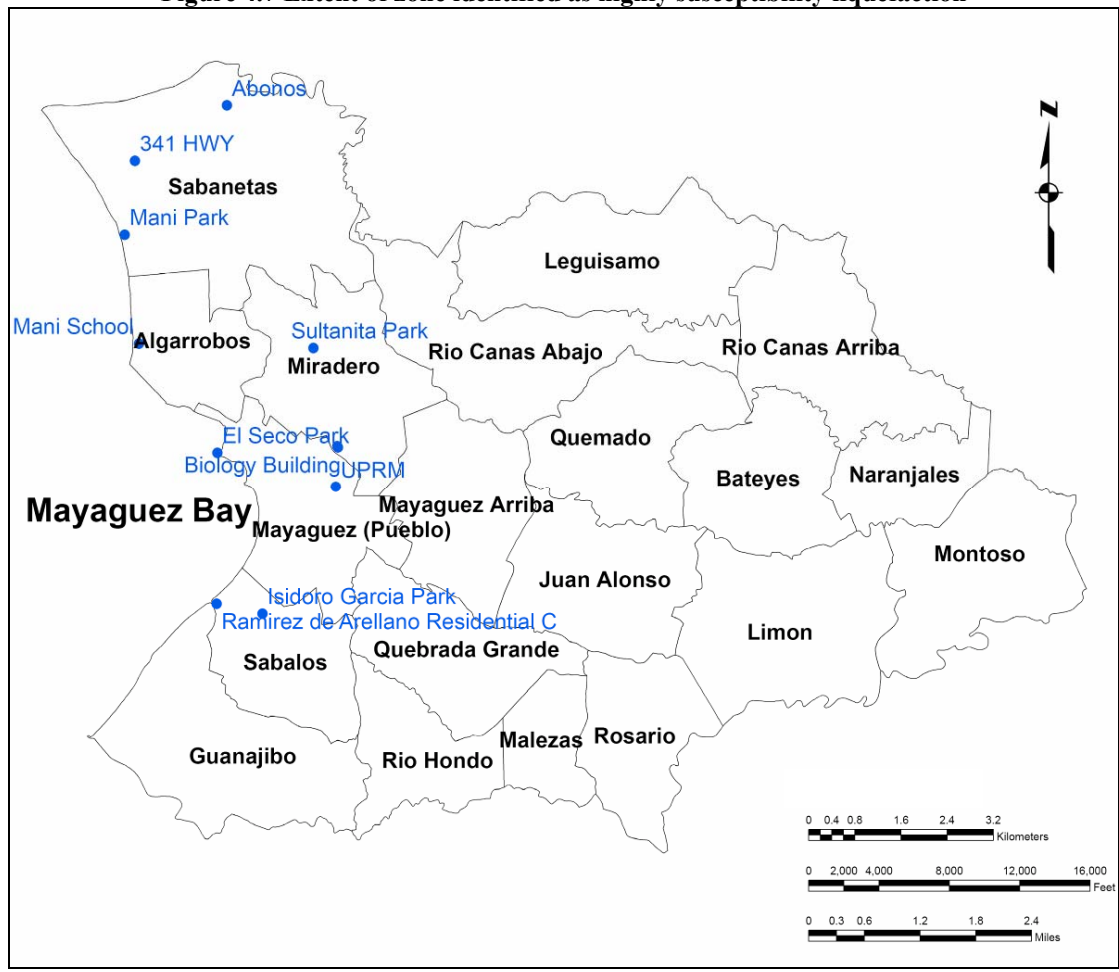 Figure 4.7 Extent of zone identified as highly susceptibility liquefaction
Abonos
341 HWY
Sabanetas
Mani Park
Leguisamo
Mani School
Algarrobos
Sultanita Park
Miradero
Rio Canas Abajo
Rio Canas Arriba
El Seco Park
Biology Building
UPRM
Quemado
Bateyes
Naranjales
Mayaguez Bay
Mayaguez Arriba
Mayaguez (Pueblo)
Montoso
Juan Alonso
Isidoro Garcia Park
Ramirez de Arellano Residential C
Limon
Sabalos
Quebrada Grande
Guanajibo
Rio Hondo
Malezas
Rosario
N
0 0.4 0.8 1.6 2.4 3.2
Kilometers
0 2,000 4,000 8,000 12,000 16,000
Feet
0 0.3 0.6 1.2 1.8 2.4
Miles